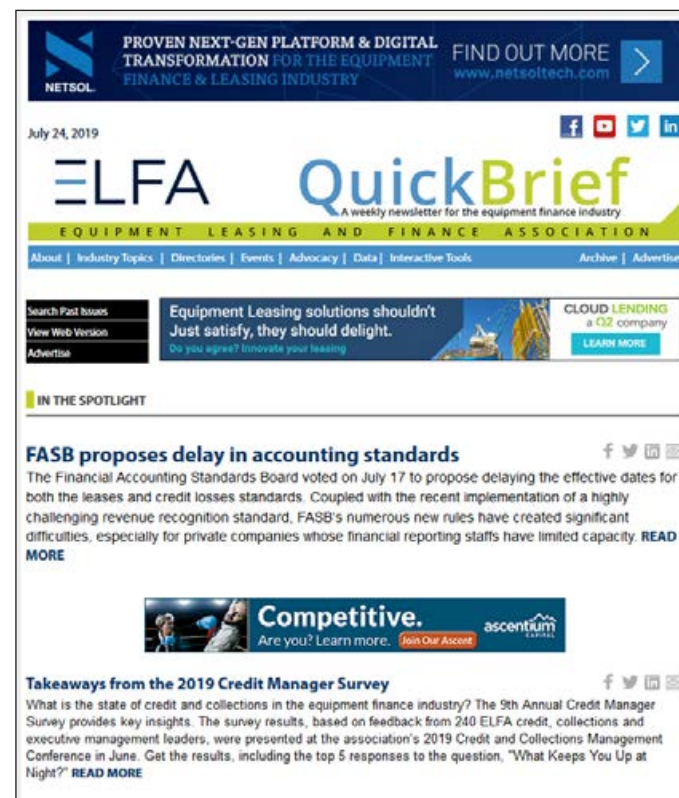 PROVEN NEXT-GEN PLATFORM & DIGITAL
TRANSFORMATION FOR THE EQUIPMENT
FINANCE & LEASING INDUSTRY
FIND OUT MORE
www.netsoltech.com
NETSOL
July 24, 2019
ELFA
QuickBrief
A weekly newsletter for the equipment finance industry
EQUIPMENT LEASING AND FINANCE ASSOCIATION
About | Industry Topics | Directories | Events | Advocacy | Data | Interactive Tools
Archive | Advertise
Search Past Issues
View Web Version
Advertise
Equipment Leasing solutions shouldn't
Just satisfy, they should delight.
Do you agree? Innovate your leasing
CLOUD LENDING
a Q2 company
LEARN MORE
IN THE SPOTLIGHT
FASB proposes delay in accounting standards
The Financial Accounting Standards Board voted on July 17 to propose delaying the effective dates for
both the leases and credit losses standards. Coupled with the recent implementation of a highly
challenging revenue recognition standard, FASB's numerous new rules have created significant
difficulties, especially for private companies whose financial reporting staffs have limited capacity. READ
MORE
Competitive.
Are you? Learn more.
Join Our Ascent
ascentium
CAPITAL
Takeaways from the 2019 Credit Manager Survey
What is the state of credit and collections in the equipment finance industry? The 9th Annual Credit Manager
Survey provides key insights. The survey results, based on feedback from 240 ELFA credit, collections and
executive management leaders, were presented at the association's 2019 Credit and Collections Management
Conference in June. Get the results, including the top 5 responses to the question, "What Keeps You Up at
Night?" READ MORE